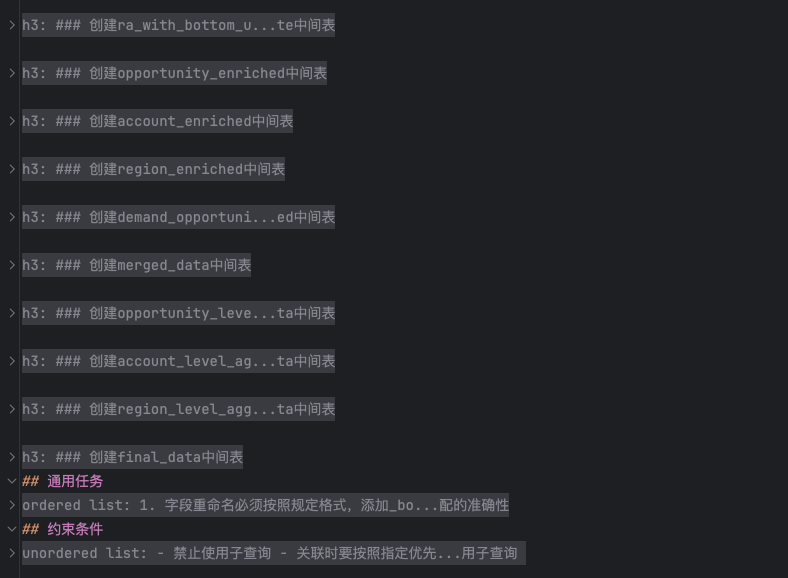 h3: ### 创建ra_with_bottom_u...te中间表
h3: ### 创建opportunity_enriched中间表
h3: ### 创建account_enriched中间表
h3: ### 创建region_enriched中间表
h3: ### 创建demand_opportuni...ed中间表
h3: ### 创建merged_data中间表
h3: ### 创建opportunity_leve...ta中间表
h3: ### 创建account_level_ag...ta中间表
h3: ### 创建region_level_agg...ta中间表
h3: ### 创建final_data中间表
## 通用任务
ordered list: 1. 字段重命名必须按照规定格式，添加_bo...配的准确性
## 约束条件
unordered list: - 禁止使用子查询 - 关联时要按照指定优先...用子查询